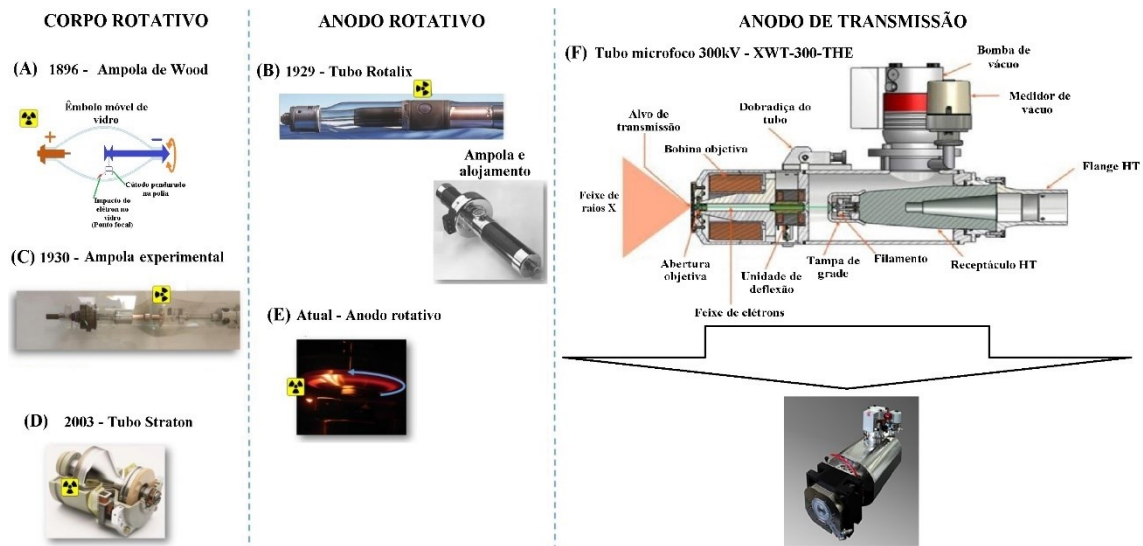 CORPO ROTATIVO
(A) 1896 - Ampola de Wood
Êmbolo móvel de
vidro
+
−
Cátodo pendurado
na polia
Impacto de
elétron no
vidro
(Ponto focal)
(C) 1930 - Ampola experimental
(D) 2003 - Tubo Straton
ANODO ROTATIVO
(B) 1929 - Tubo Rotalix
Ampola e
alojamento
(E) Atual - Anodo rotativo
ANODO DE TRANSMISSÃO
(F) Tubo microfoco 300kV - XWT-300-THE
Bomba de
vácuo
Medidor de
vacuo
Dobradiça do
tubo
Alvo de
transmissão
Bobina objetiva
Flange HT
Feixe de
raios X
Abertura
objetiva
Unidade de
deflexão
Tampa de
grade
Filamento
Receptáculo HT
Feixe de elétrons